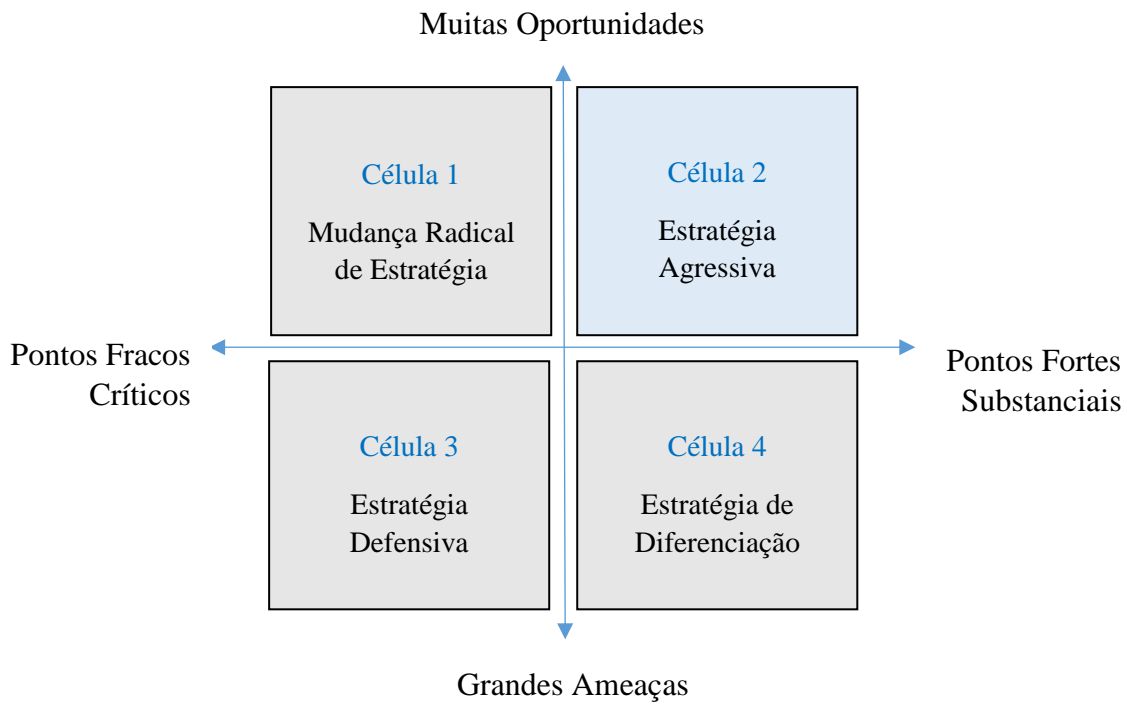 Muitas Oportunidades
Célula 1
Mudança Radical
de Estratégia
Célula 2
Estratégia
Agressiva
Pontos Fracos
Críticos
Pontos Fortes
Substanciais
Célula 3
Estratégia
Defensiva
Célula 4
Estratégia de
Diferenciação
Grandes Ameaças